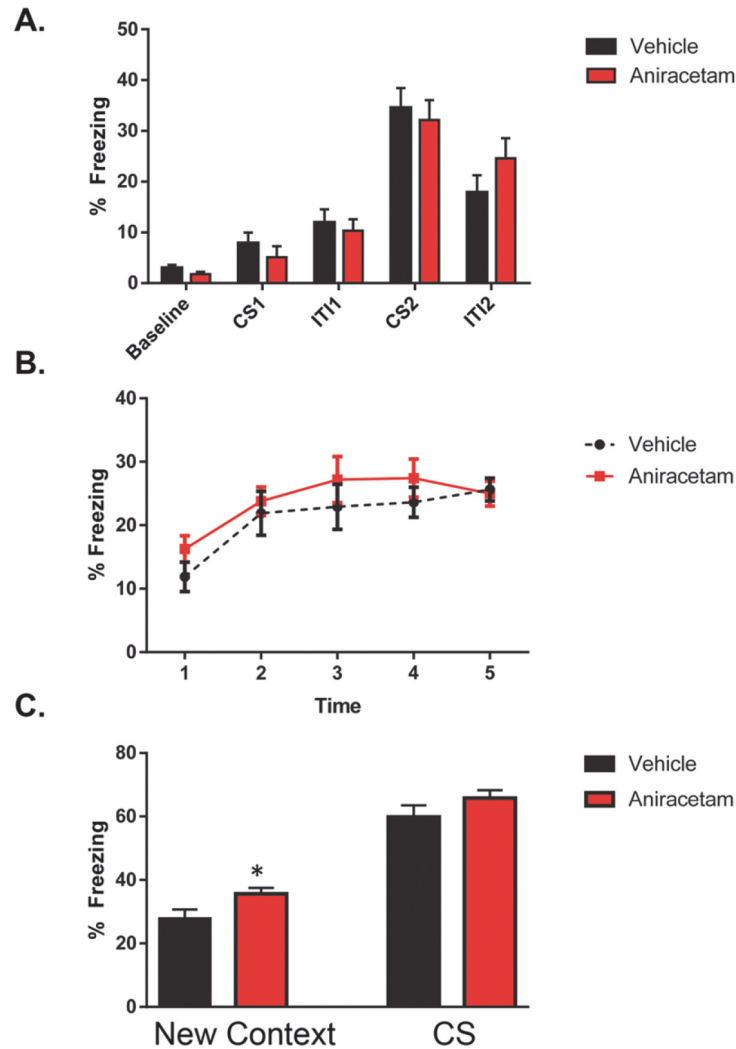 A.
50
40
30
20
10
0
% Freezing
Baseline
CS1
ITI1
CS2
ITI2
Vehicle
Aniracetam
B.
40
30
20
10
0
% Freezing
1 2 3 4 5
Time
Vehicle
Aniracetam
C.
80
60
40
20
0
% Freezing
*
New Context CS
Vehicle
Aniracetam